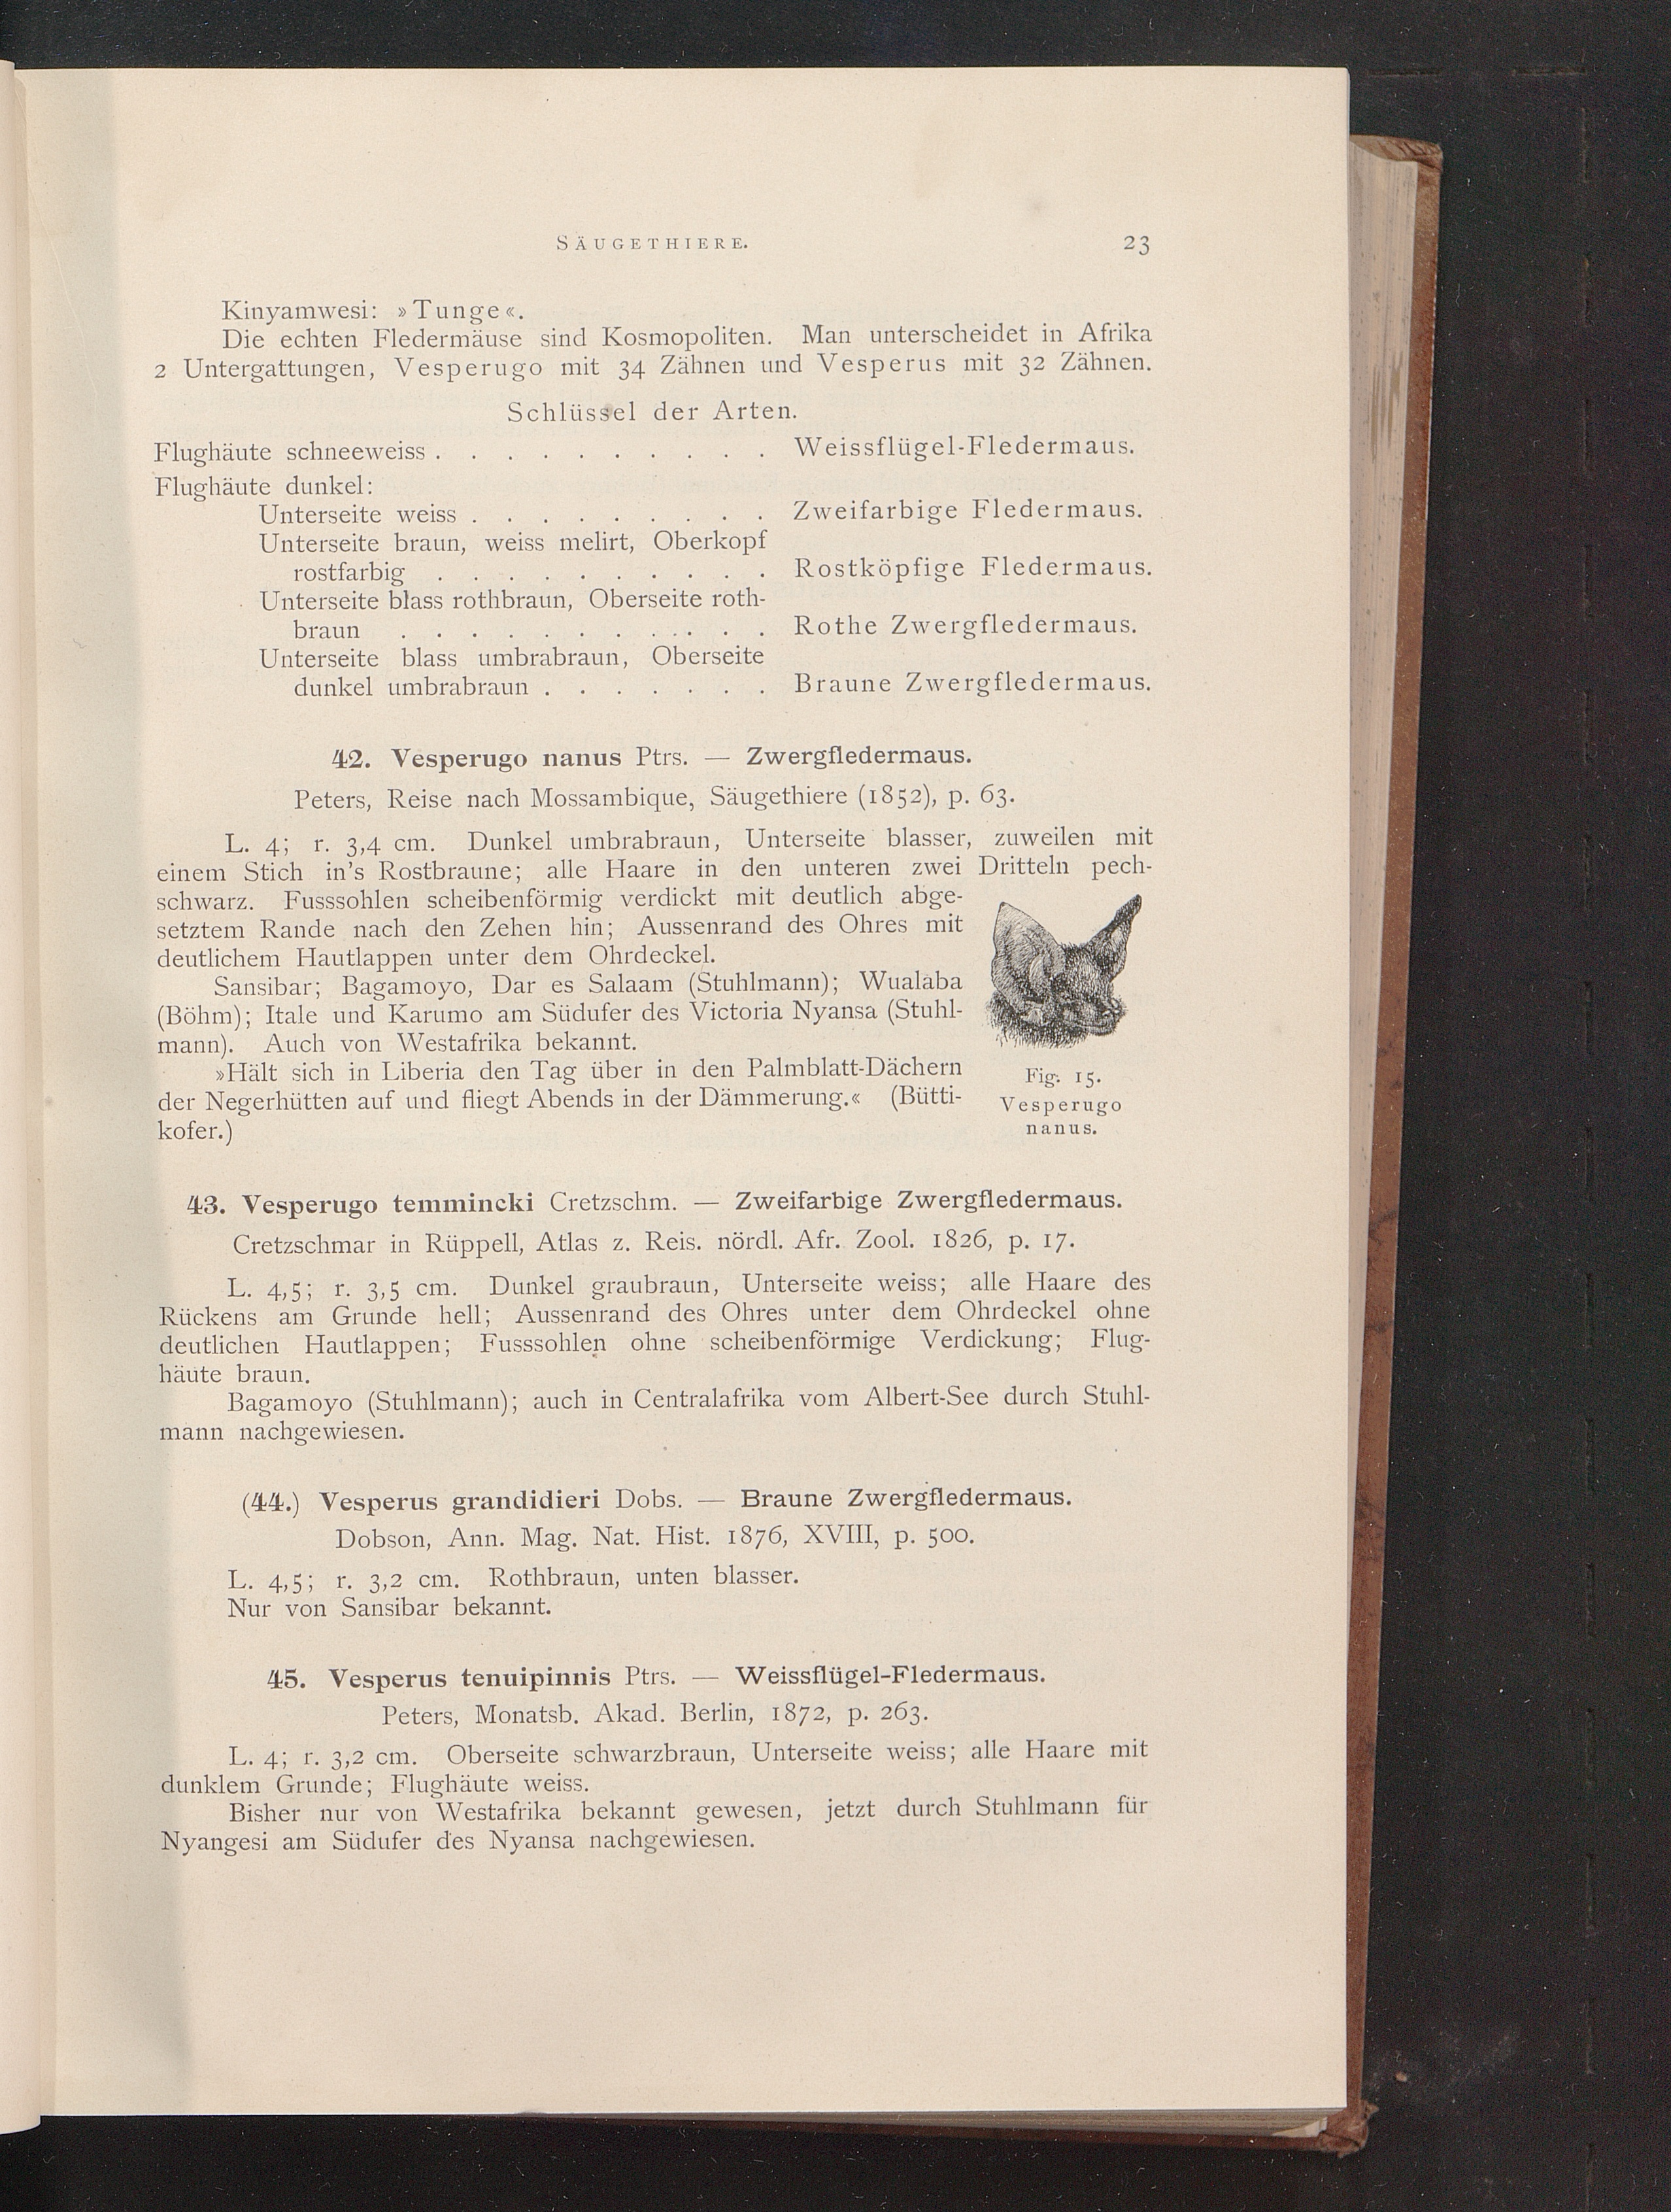 SÄUGETHIERE. 23
Kinyamwesi: »Tunge«.
Die echten Fledermäuse sind Kosmopoliten. Man unterscheidet in Afrika
2 Untergattungen, Vesperugo mit 34 Zähnen und Vesperus mit 32 Zähnen.
Schlüssel der Arten.
Flughäute schneeweiss . . . . . . . . . . Weissflügel-Fledermaus.
Flughäute dunkel:
Unterseite weiss . . . . . . . . . Zweifarbige Fledermaus.
Unterseite braun, weiss melirt, Oberkopf
rostfarbig . . . . . . . . . . Rostköpfige Fledermaus.
Unterseite blass rothbraun, Oberseite roth-
braun . . . . . . . . . . . Rothe Zwergfledermaus.
Unterseite blass umbrabraun, Oberseite
dunkel umbrabraun . . . . . . . Braune Zwergfledermaus.
42. Vesperugo nanus Ptrs. — Zwergfledermaus.
Peters, Reise nach Mossambique, Säugethiere (1852), p. 63.
L. 4; r. 3,4 cm. Dunkel umbrabraun, Unterseite blasser, zuweilen mit
einem Stich in's Rostbraune; alle Haare in den unteren zwei Dritteln pech-
schwarz. Fusssohlen scheibenförmig verdickt mit deutlich abge-
setztem Rande nach den Zehen hin; Aussenrand des Ohres mit
deutlichem Hautlappen unter dem Ohrdeckel.
Sansibar; Bagamoyo, Dar es Salaam (Stuhlmann); Wualaba
(Böhm); Itale und Karumo am Südufer des Victoria Nyansa (Stuhl-
mann). Auch von Westafrika bekannt.
»Hält sich in Liberia den Tag über in den Palmblatt-Dächern
der Negerhütten auf und fliegt Abends in der Dämmerung.« (Bütti-
kofer.)
Fig. 15.
Vesperugo
nanus.
43. Vesperugo temmincki Cretzschm. — Zweifarbige Zwergfledermaus.
Cretzschmar in Rüppell, Atlas z. Reis. nördl. Afr. Zool. 1826, p. 17.
L. 4,5; r. 3,5 cm. Dunkel graubraun, Unterseite weiss; alle Haare des
Rückens am Grunde hell; Aussenrand des Ohres unter dem Ohrdeckel ohne
deutlichen Hautlappen; Fusssohlen ohne scheibenförmige Verdickung; Flug-
häute braun.
Bagamoyo (Stuhlmann); auch in Centralafrika vom Albert-See durch Stuhl-
mann nachgewiesen.
(44.) Vesperus grandidieri Dobs. — Braune Zwergfledermaus.
Dobson, Ann. Mag. Nat. Hist. 1876, XVIII, p. 500.
L. 4,5; r. 3,2 cm. Rothbraun, unten blasser.
Nur von Sansibar bekannt.
45. Vesperus tenuipinnis Ptrs. — Weissflügel-Fledermaus.
Peters, Monatsb. Akad. Berlin, 1872, p. 263.
L. 4; r. 3,2 cm. Oberseite schwarzbraun, Unterseite weiss; alle Haare mit
dunklem Grunde; Flughäute weiss.
Bisher nur von Westafrika bekannt gewesen, jetzt durch Stuhlmann für
Nyangesi am Südufer des Nyansa nachgewiesen.